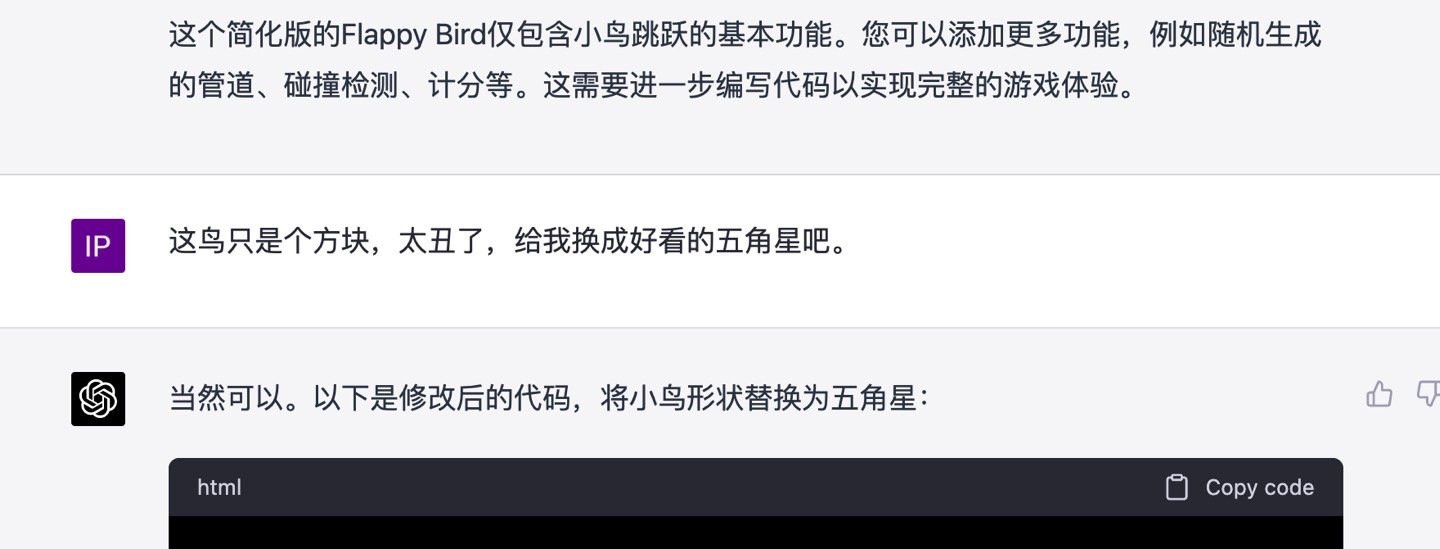 这个简化版的Flappy Bird仅包含小鸟跳跃的基本功能。您可以添加更多功能，例如随机生成
的管道、碰撞检测、计分等。这需要进一步编写代码以实现完整的游戏体验。
IP
这鸟只是个方块，太丑了，给我换成好看的五角星吧。
当然可以。以下是修改后的代码，将小鸟形状替换为五角星：
html
Copy code